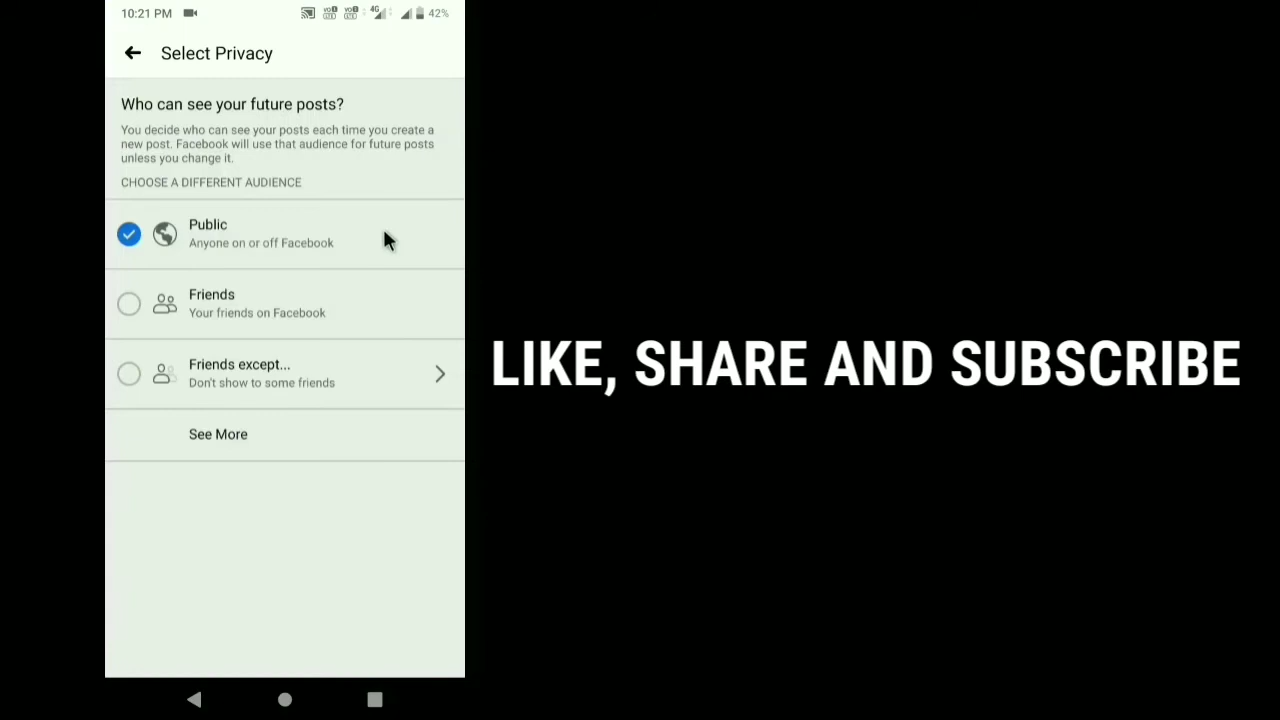 10:21 PM
4G
42%
Select Privacy
Who can see your future posts?
You decide who can see your posts each time you create a
new post. Facebook will use that audience for future posts
unless you change it.
CHOOSE A DIFFERENT AUDIENCE
Public
Anyone on or off Facebook
Friends
Your friends on Facebook
Friends except...
Don't show to some friends
See More
LIKE, SHARE AND SUBSCRIBE